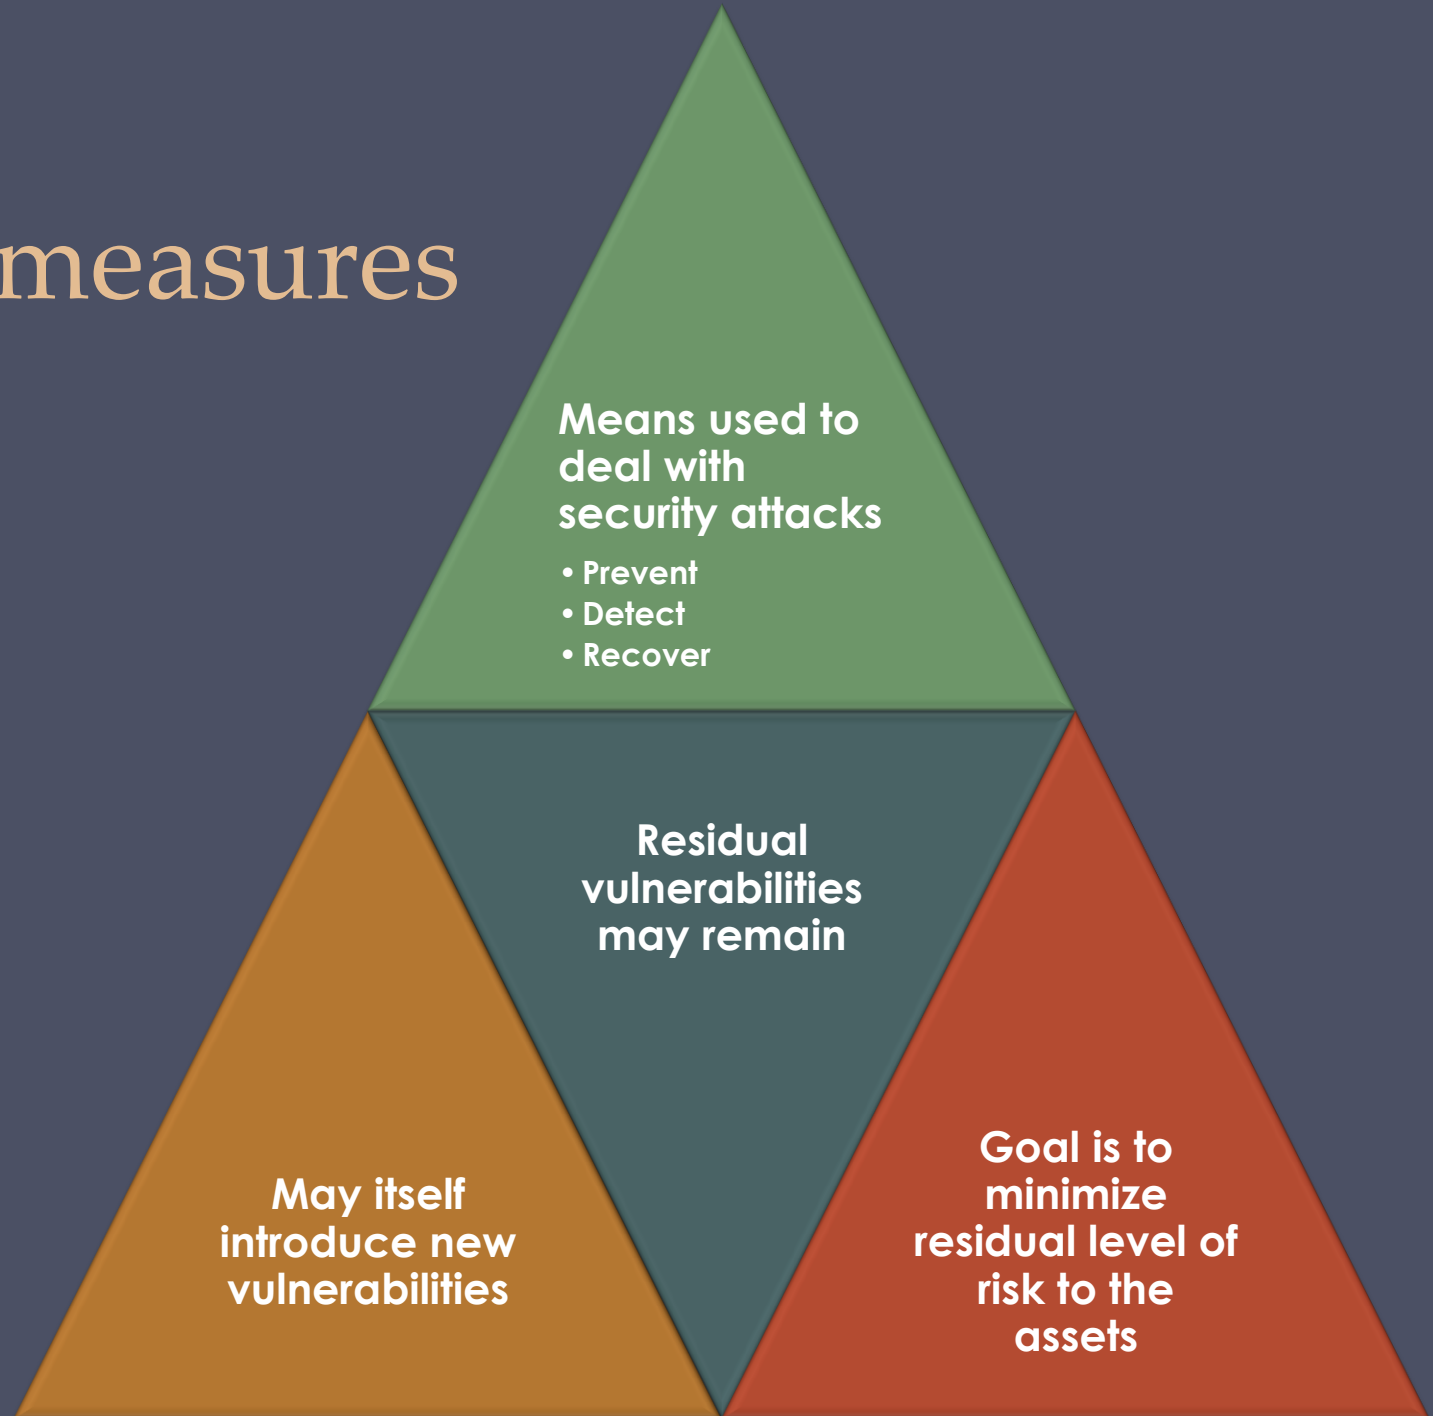 measures
Means used to
deal with
security attacks
• Prevent
• Detect
• Recover
Residual
vulnerabilities
may remain
May itself
introduce new
vulnerabilities
Goal is to
minimize
residual level of
risk to the
assets